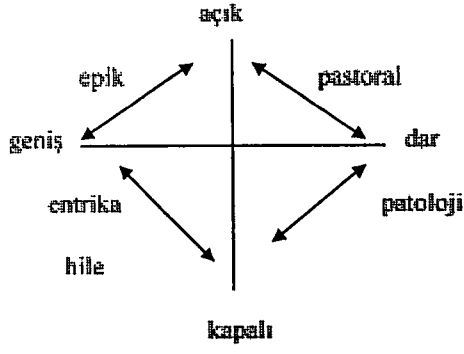 açık
epik
pastoral
geniş
dar
entrika
patoloji
hile
kapalı